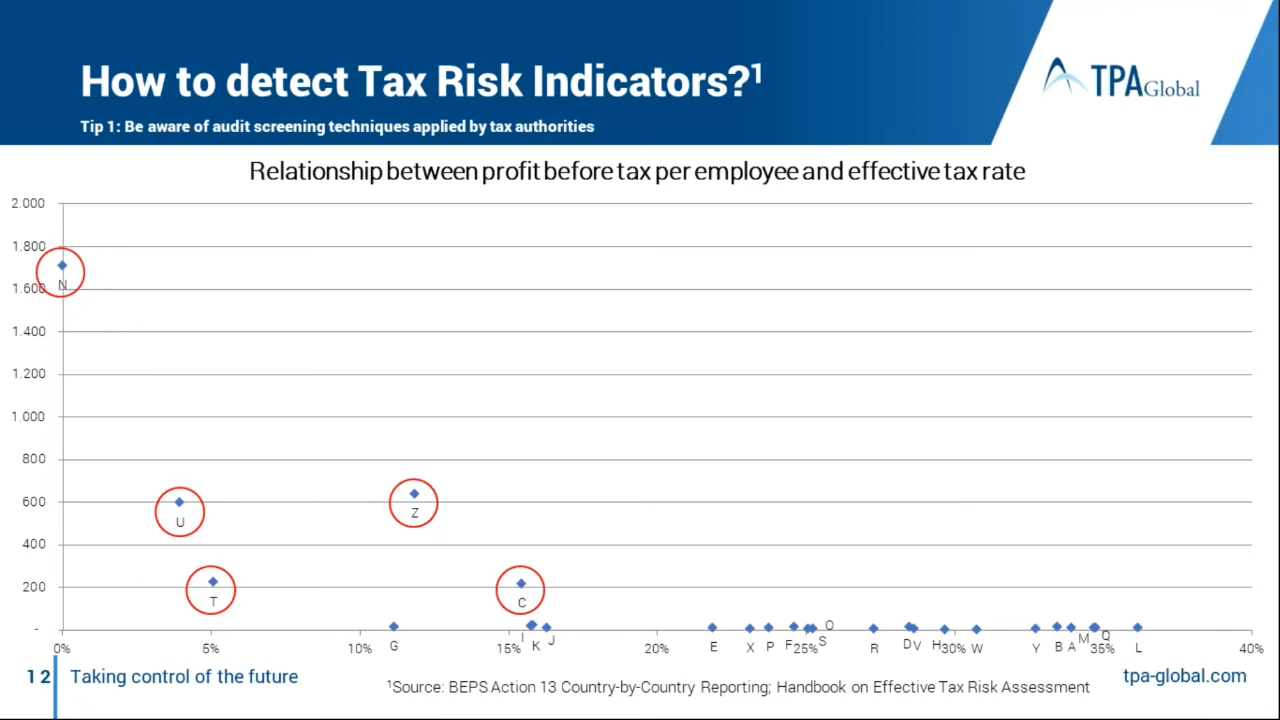 How to detect Tax Risk Indicators?¹
TPA Global
Tip 1: Be aware of audit screening techniques applied by tax authorities
Relationship between profit before tax per employee and effective tax rate
2.000
1.800
N
1.600
1.400
1.200
1.000
800
600
U
Z
400
200
T
C
-
G I K J E X P F S O R D V H W Y B A M Q L
0% 5% 10% 15% 20% 25% 30% 35% 40%
12 Taking control of the future
¹Source: BEPS Action 13 Country-by-Country Reporting; Handbook on Effective Tax Risk Assessment
tpa-global.com